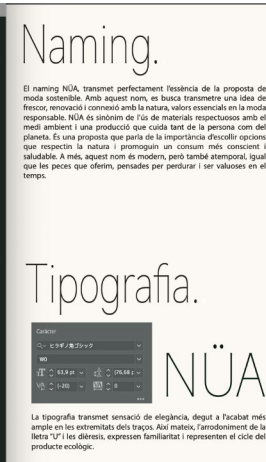 Naming.
El naming NÜA, transmet perfectament l'essència de la proposta de
moda sostenible. Amb aquest nom, es busca transmetre una idea de
frescor, renovació i connexió amb la natura, valors essencials en la moda
responsable. NÜA és sinònim de l'ús de materials respectuosos amb el
medi ambient i una producció que cuida tant de la persona com del
planeta. És una proposta que parla de la importància d'escollir opcions
que respectin la natura i promoguin un consum més conscient i
saludable. A més, aquest nom és modern, però també atemporal, igual
que les peces que oferim, pensades per perdurar i ser valuoses en el
temps.
Tipografia.
Carácter
ヒラギノ角ゴシック
W0
63,9 pt
(76,68 p
(-20)
0
NÜA
La tipografia transmet sensació de elegància, degut a l'acabat més
ample en les extremitats dels traços. Així mateix, l'arrodoniment de la
lletra "U" i les dièresis, expressen familiaritat i representen el cicle del
producte ecològic.